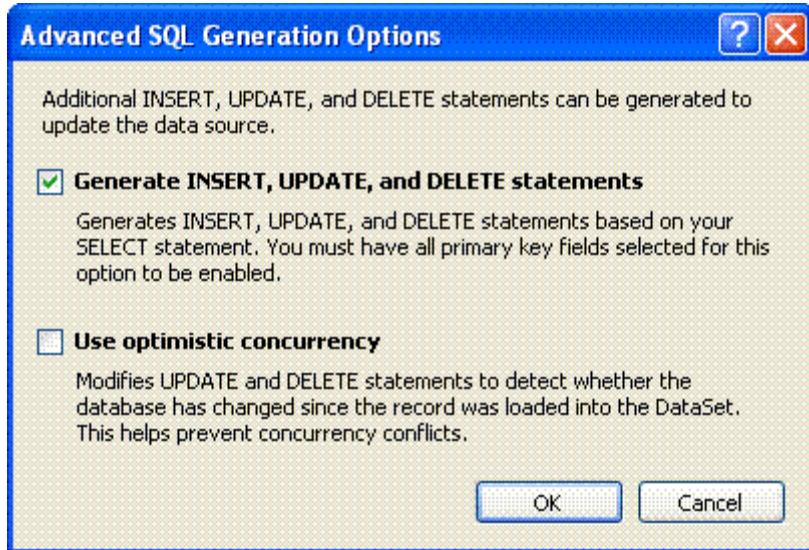 Advanced SQL Generation Options
?
Additional INSERT, UPDATE, and DELETE statements can be generated to
update the data source.
Generate INSERT, UPDATE, and DELETE statements
Generates INSERT, UPDATE, and DELETE statements based on your
SELECT statement. You must have all primary key fields selected for this
option to be enabled.
Use optimistic concurrency
Modifies UPDATE and DELETE statements to detect whether the
database has changed since the record was loaded into the DataSet.
This helps prevent concurrency conflicts.
OK
Cancel